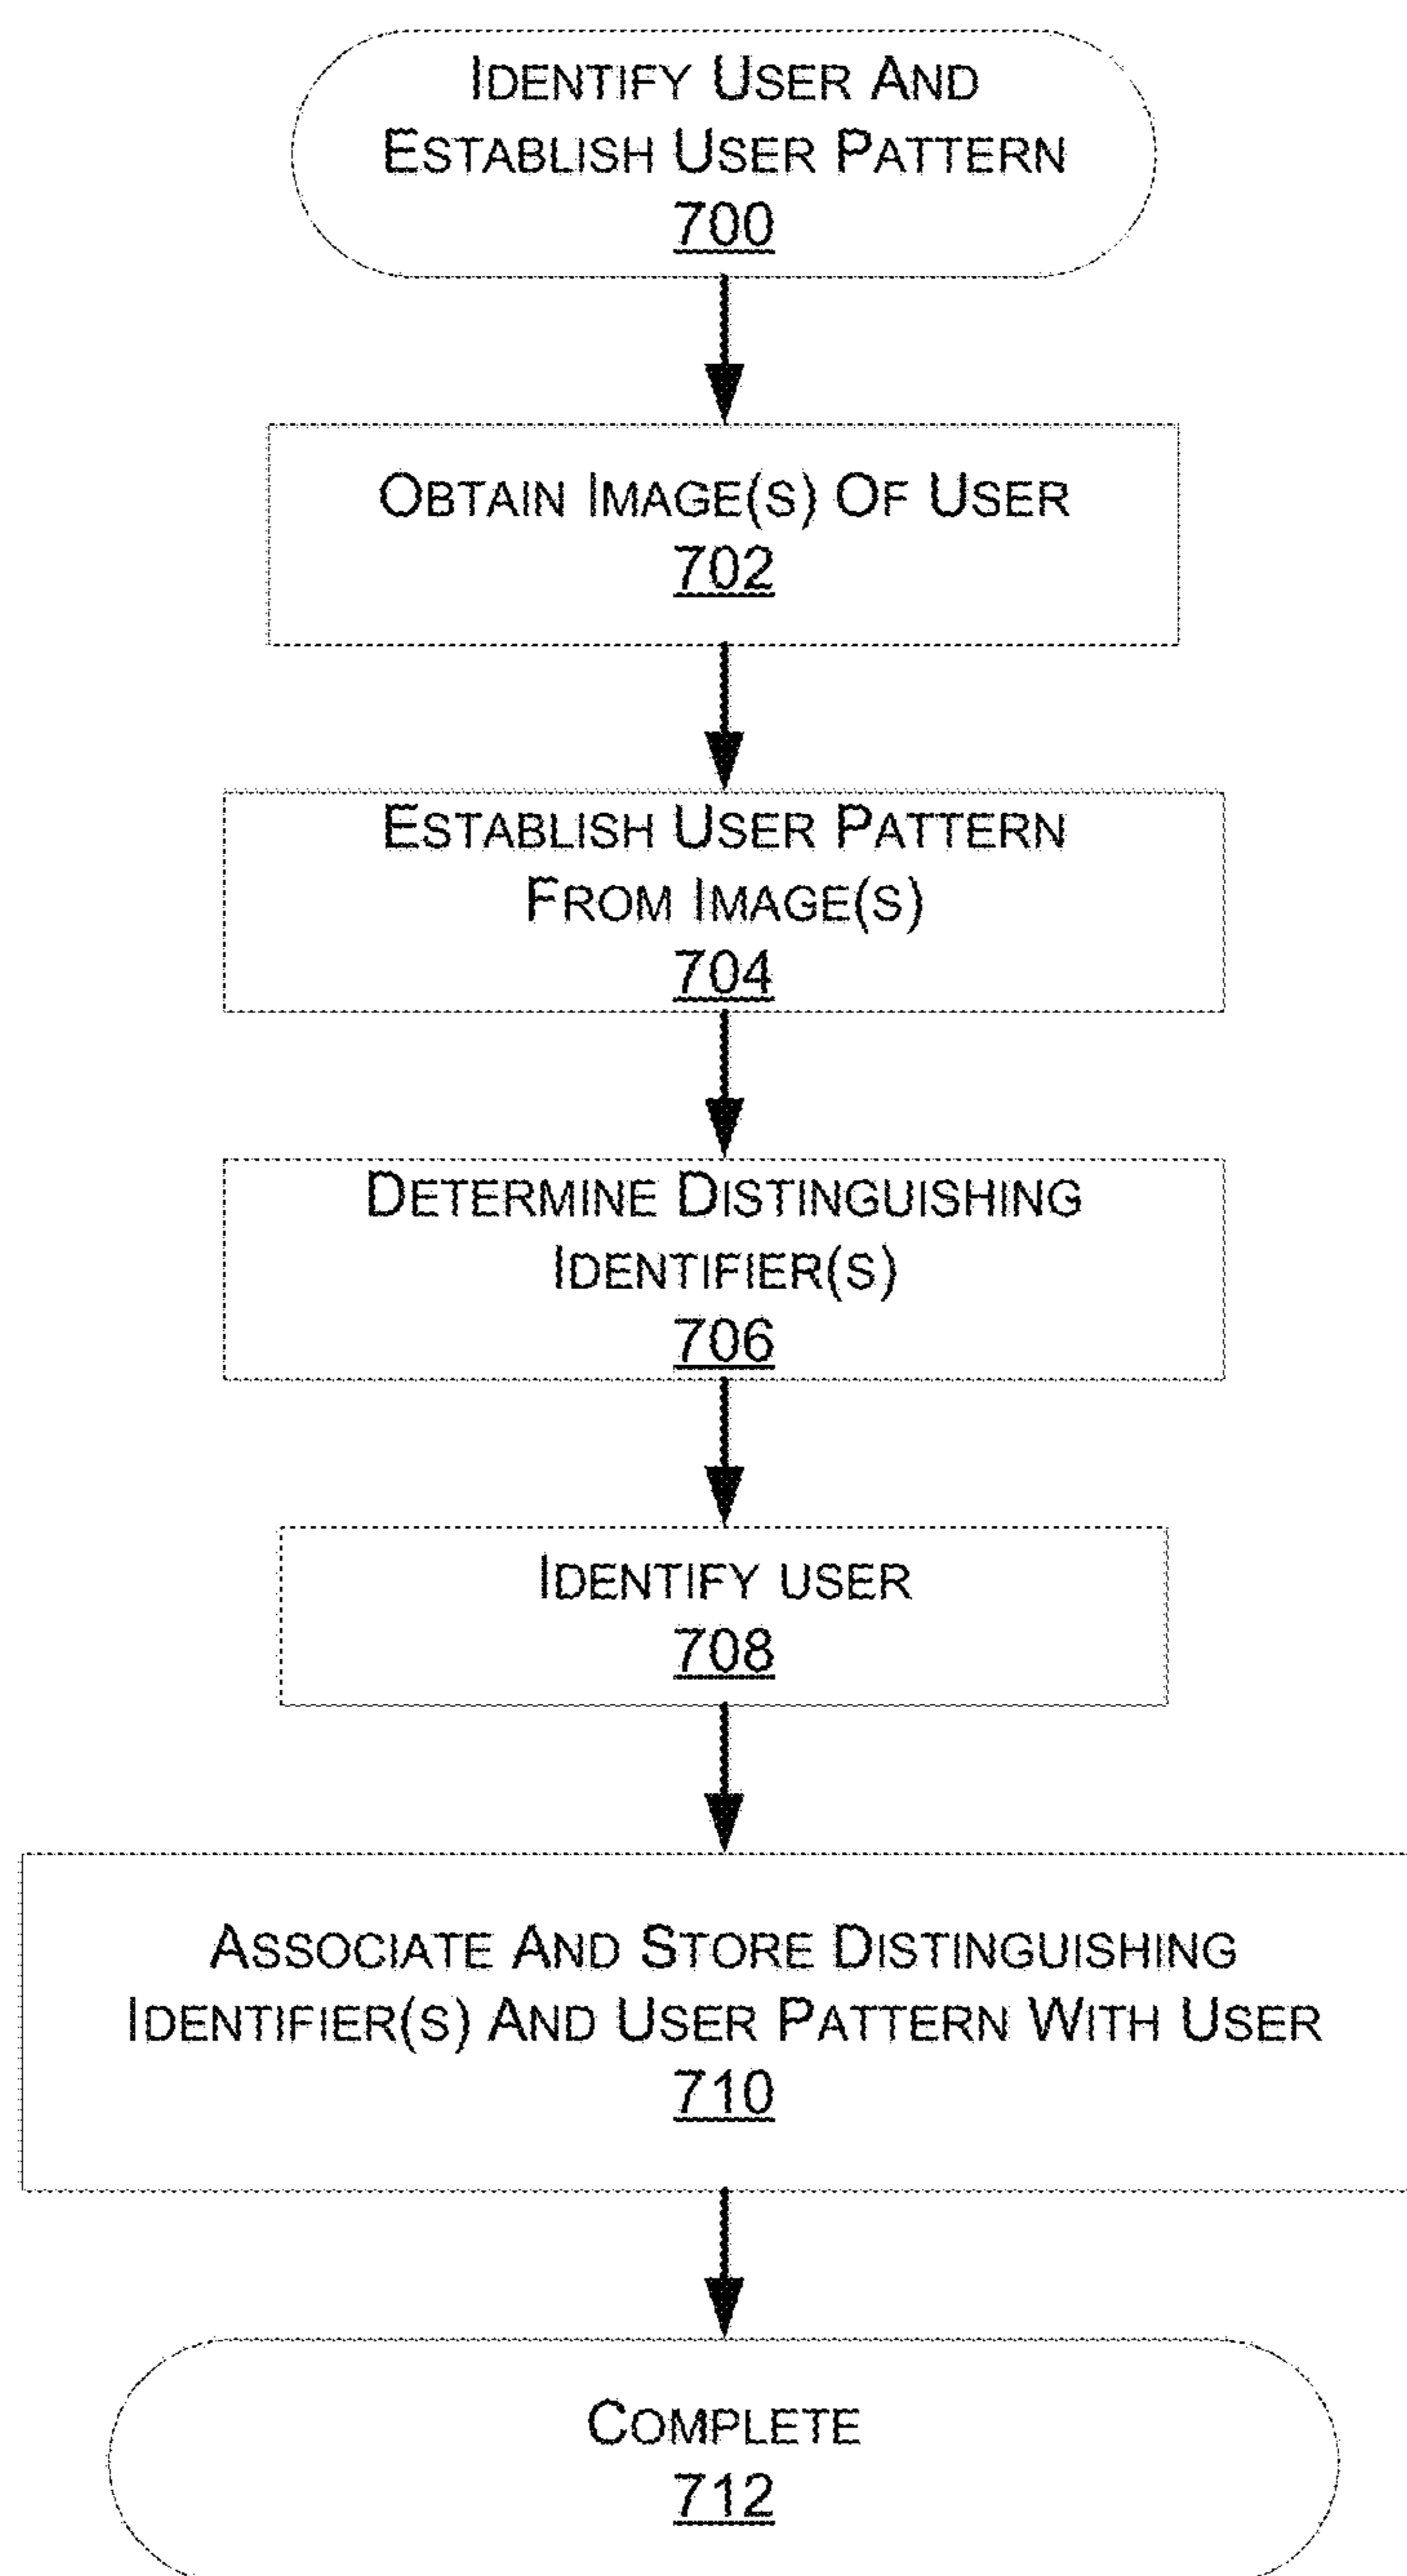 IDENTIFY USER AND
ESTABLISH USER PATTERN
700
OBTAIN IMAGE(S) OF USER
702
ESTABLISH USER PATTERN
FROM IMAGE(S)
704
DETERMINE DISTINGUISHING
IDENTIFIER(S)
706
IDENTIFY USER
708
ASSOCIATE AND STORE DISTINGUISHING
IDENTIFIER(S) AND USER PATTERN WITH USER
710
COMPLETE
712